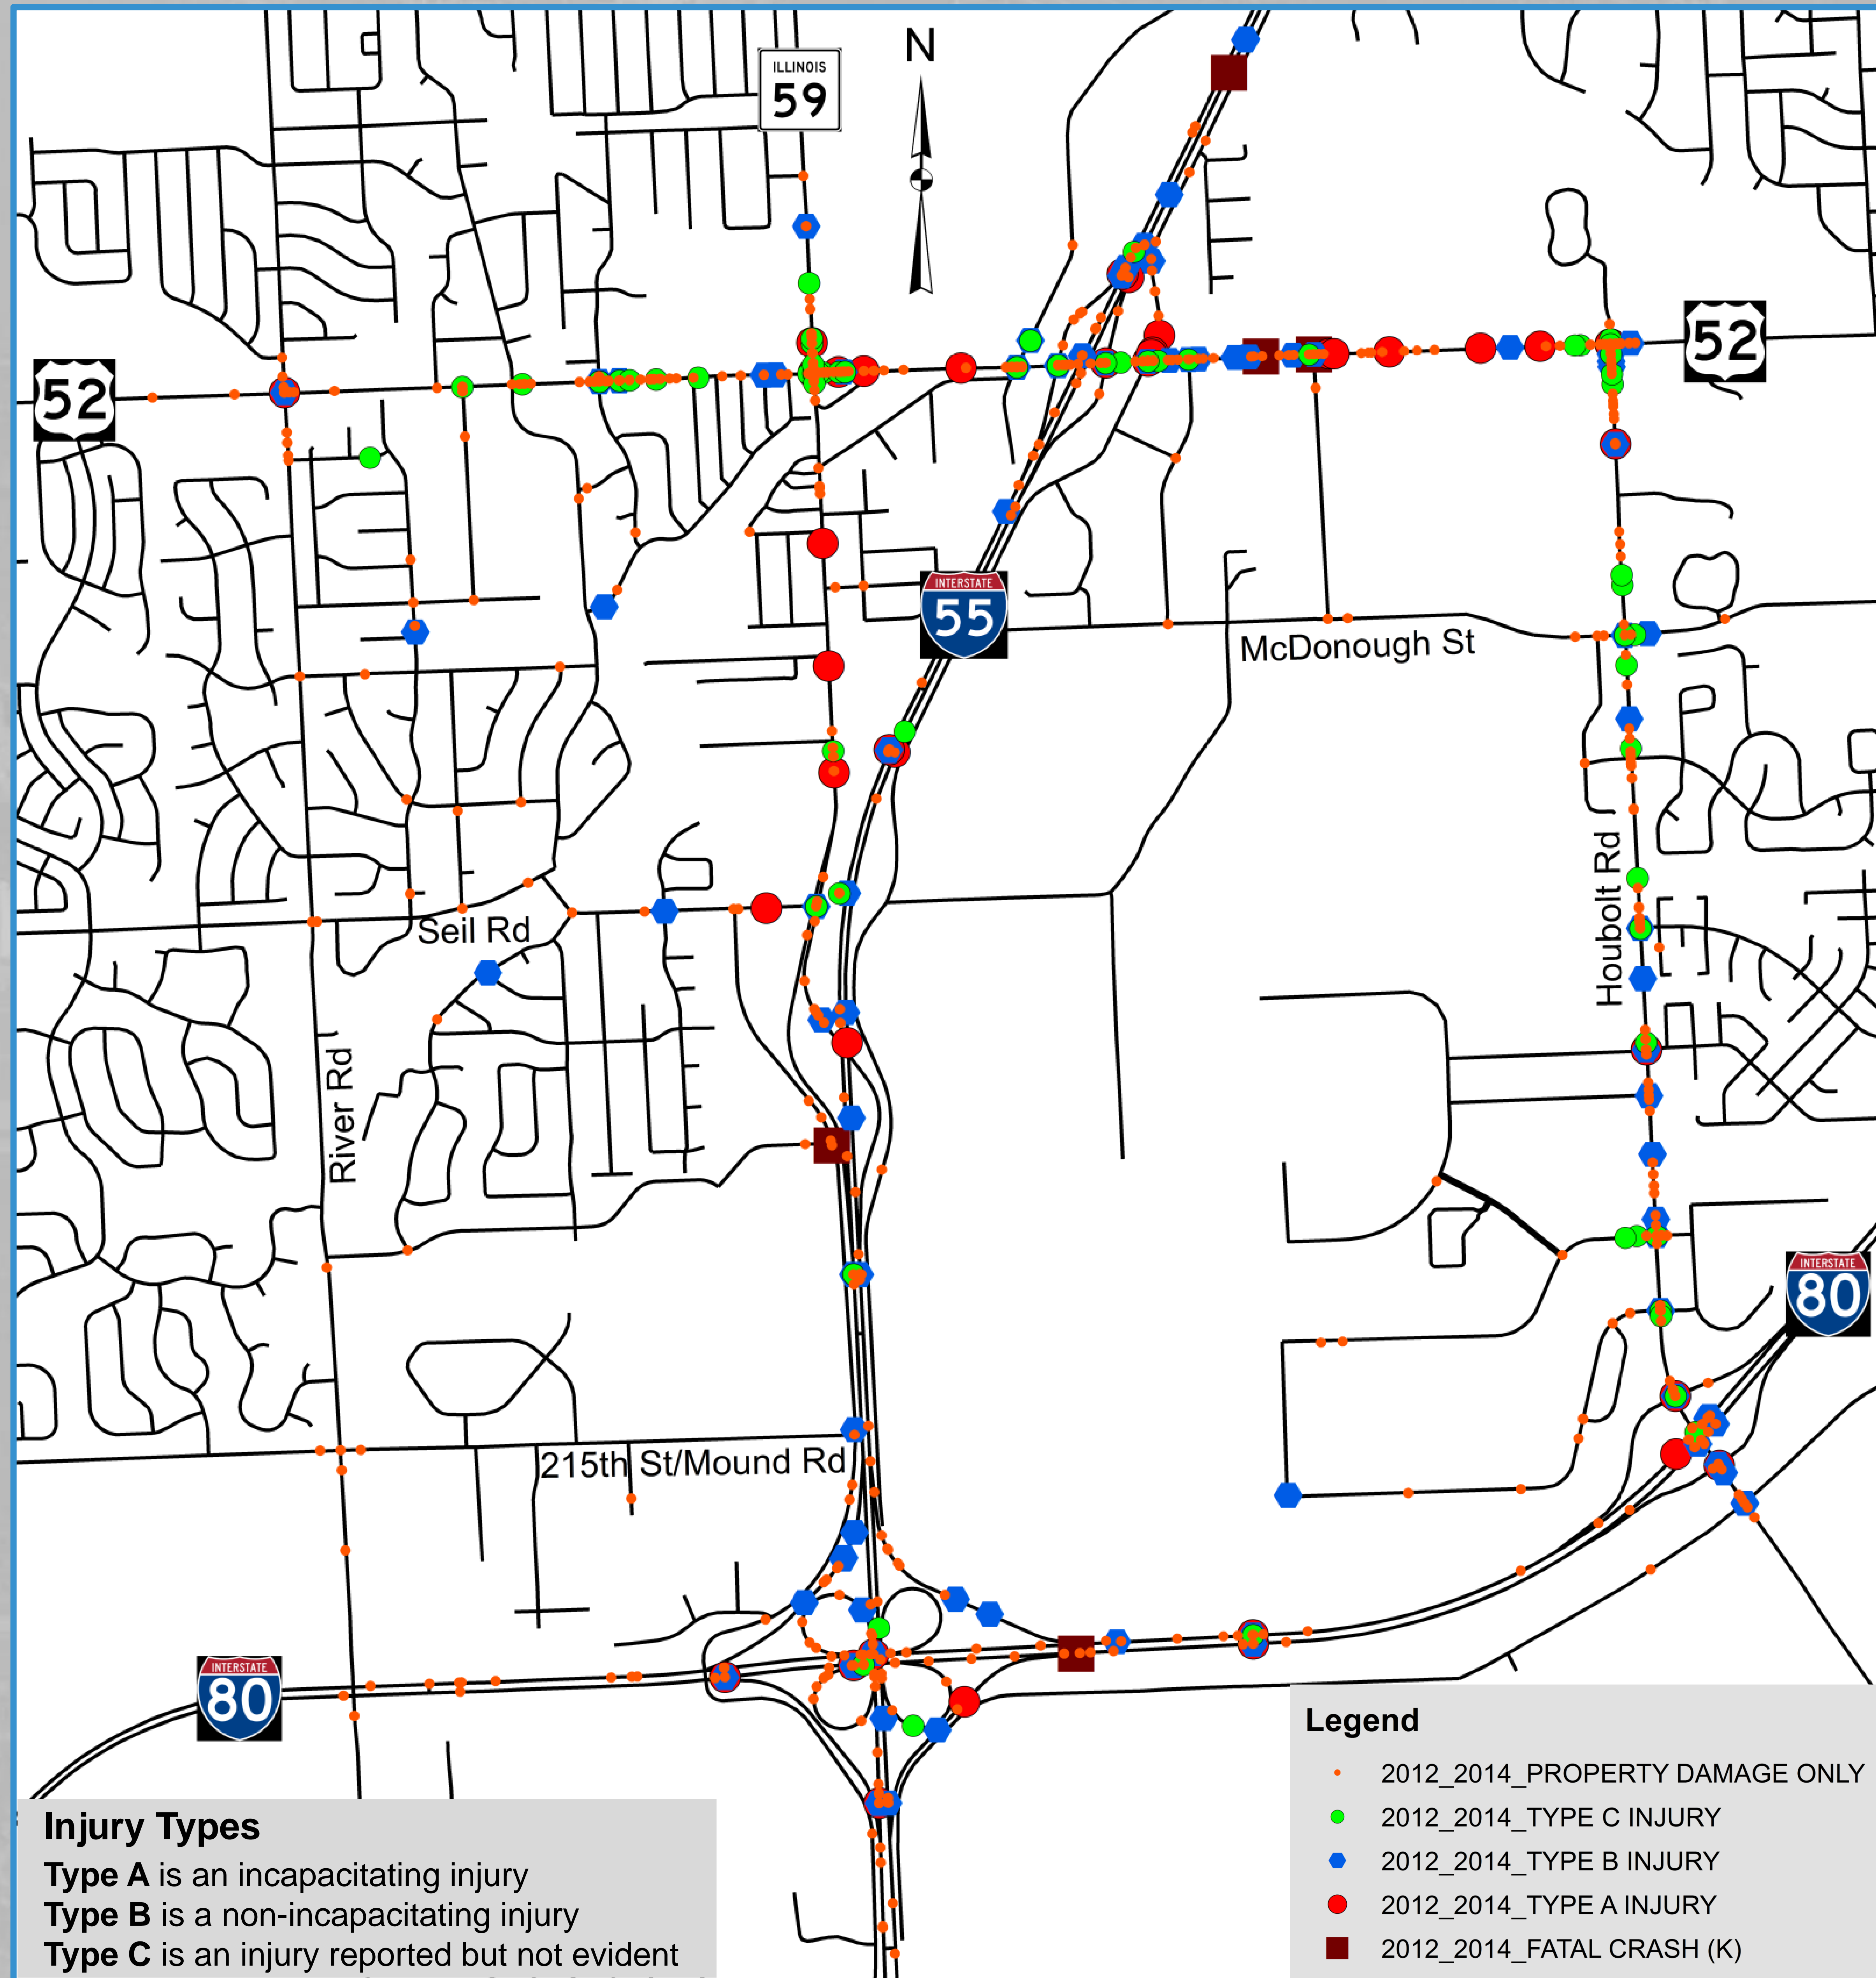 ILLINOIS
59
N
52
52
INTERSTATE
55
McDonough St
Houbolt Rd
Seil Rd
River Rd
INTERSTATE
80
215th St/Mound Rd
INTERSTATE
80
Legend
2012_2014_PROPERTY DAMAGE ONLY
2012_2014_TYPE C INJURY
2012_2014_TYPE B INJURY
2012_2014_TYPE A INJURY
2012_2014_FATAL CRASH (K)
Injury Types
Type A is an incapacitating injury
Type B is a non-incapacitating injury
Type C is an injury reported but not evident